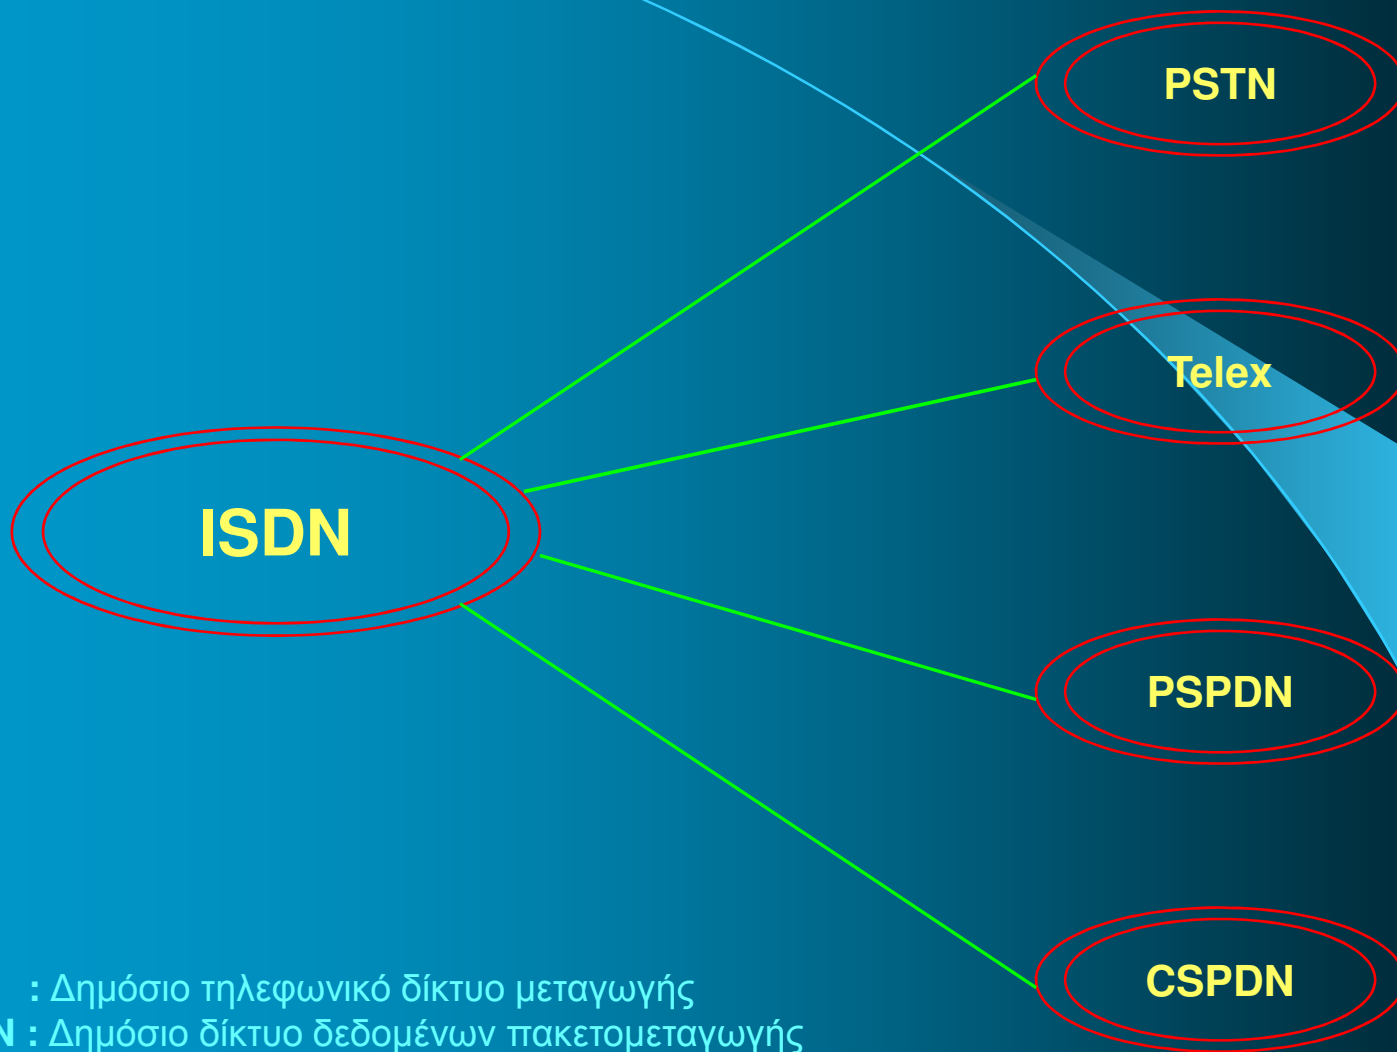 PSTN
Telex
ISDN
PSPDN
CSPDN
: Δημόσιο τηλεφωνικό δίκτυο μεταγωγής
N : Δημόσιο δίκτυο δεδομένων πακετομεταγωγής